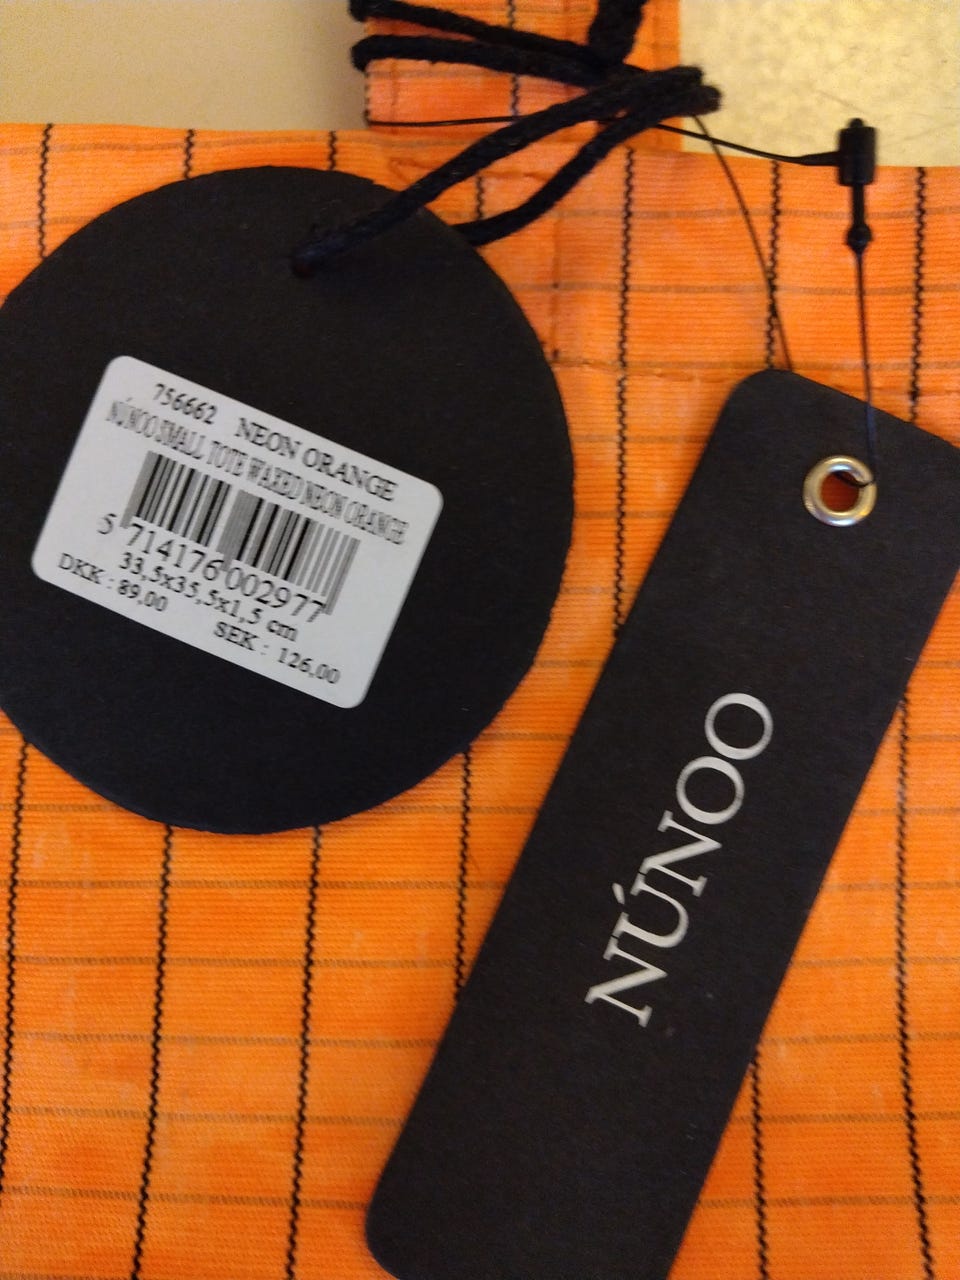 756662 NEON ORANGE
NÚNOO SMALL TOTE WAXED NEON ORANGE
5 714176 002977
33,5x35,5x1,5 cm
DKK : 89,00
SEK : 126,00
NÚNOO